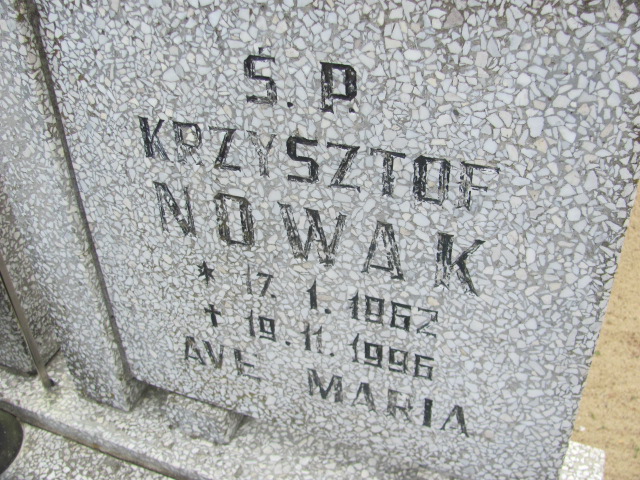 Ś. P.
KRZYSZTOF
NOWAK
* 17. 1. 1962
✝ 19. 11. 1996
AVE MARIA